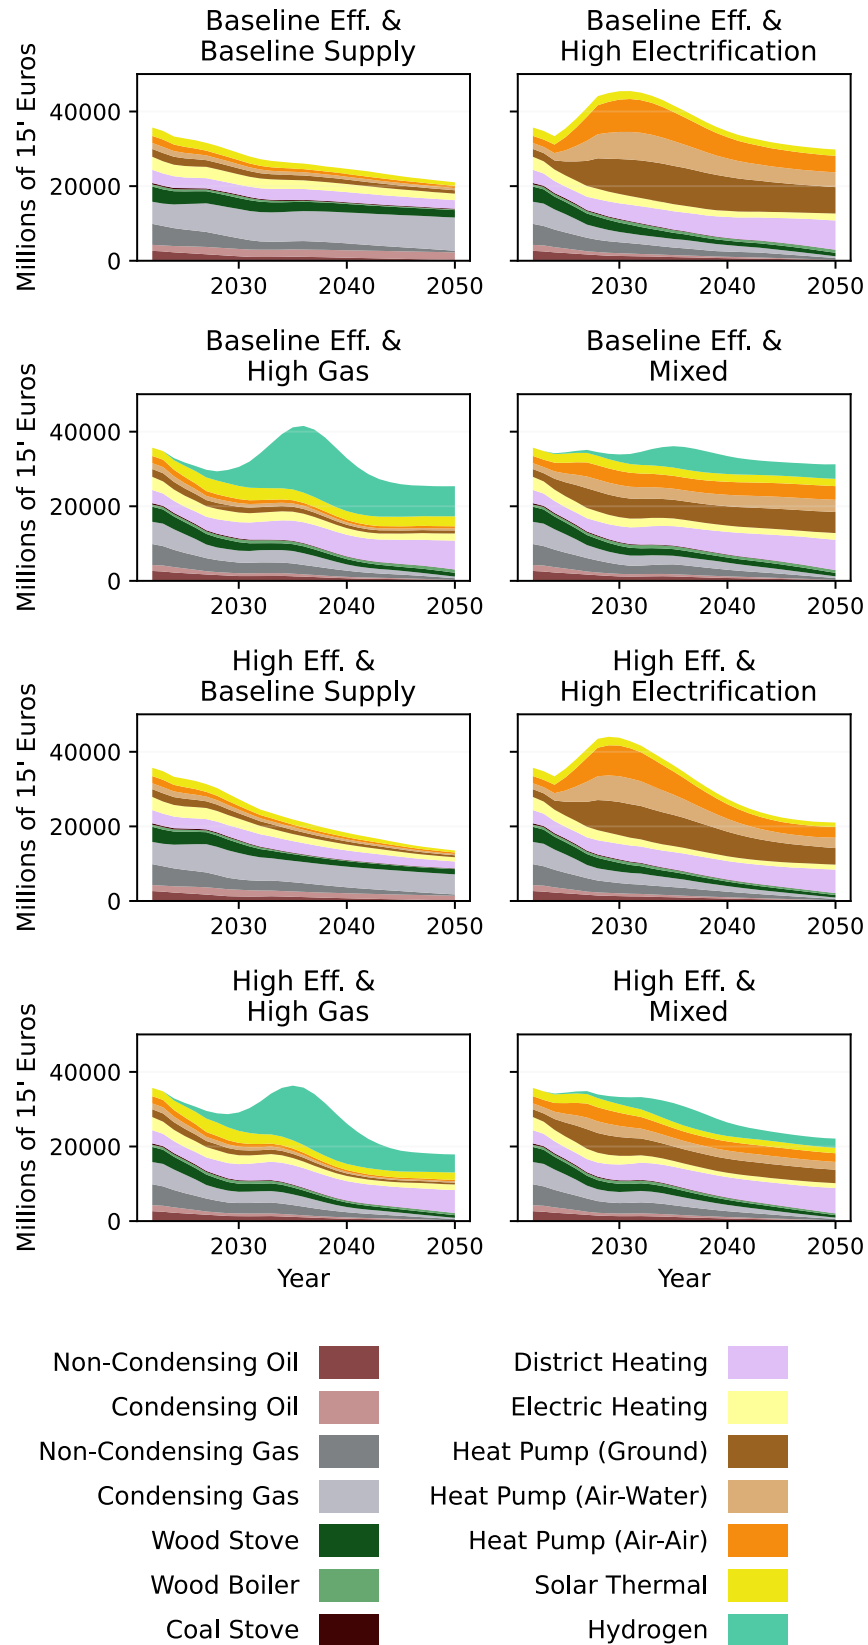 Baseline Eff. &
Baseline Supply
Baseline Eff. &
High Electrification
Millions of 15' Euros
40000
20000
0
2030
2040
2050
2030
2040
2050
Baseline Eff. &
High Gas
Baseline Eff. &
Mixed
Millions of 15' Euros
40000
20000
0
2030
2040
2050
2030
2040
2050
High Eff. &
Baseline Supply
High Eff. &
High Electrification
Millions of 15' Euros
40000
20000
0
2030
2040
2050
2030
2040
2050
High Eff. &
High Gas
High Eff. &
Mixed
Millions of 15' Euros
40000
20000
0
2030
2040
2050
Year
2030
2040
2050
Year
Non-Condensing Oil
Condensing Oil
Non-Condensing Gas
Condensing Gas
Wood Stove
Wood Boiler
Coal Stove
District Heating
Electric Heating
Heat Pump (Ground)
Heat Pump (Air-Water)
Heat Pump (Air-Air)
Solar Thermal
Hydrogen